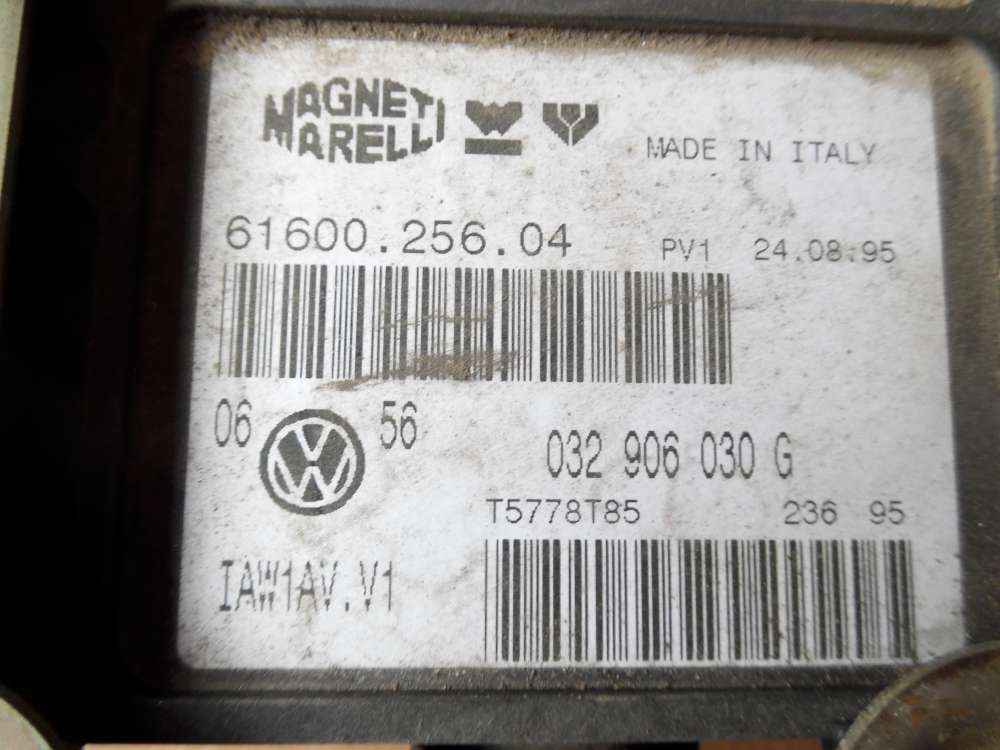 MAGNETI
MARELLI
MADE IN ITALY
61600.256.04 PV1 24.08.95
06 56
032 906 030 G
T5778T85 236 95
IAW1AV.V1